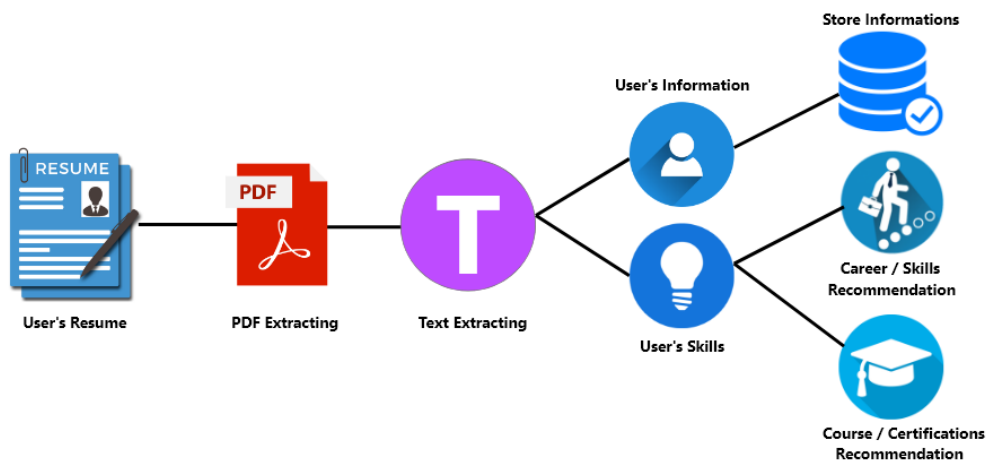 Store Informations
User's Information
RESUME
PDF
T
User's Resume
PDF Extracting
Text Extracting
User's Skills
Career / Skills
Recommendation
Course / Certifications
Recommendation